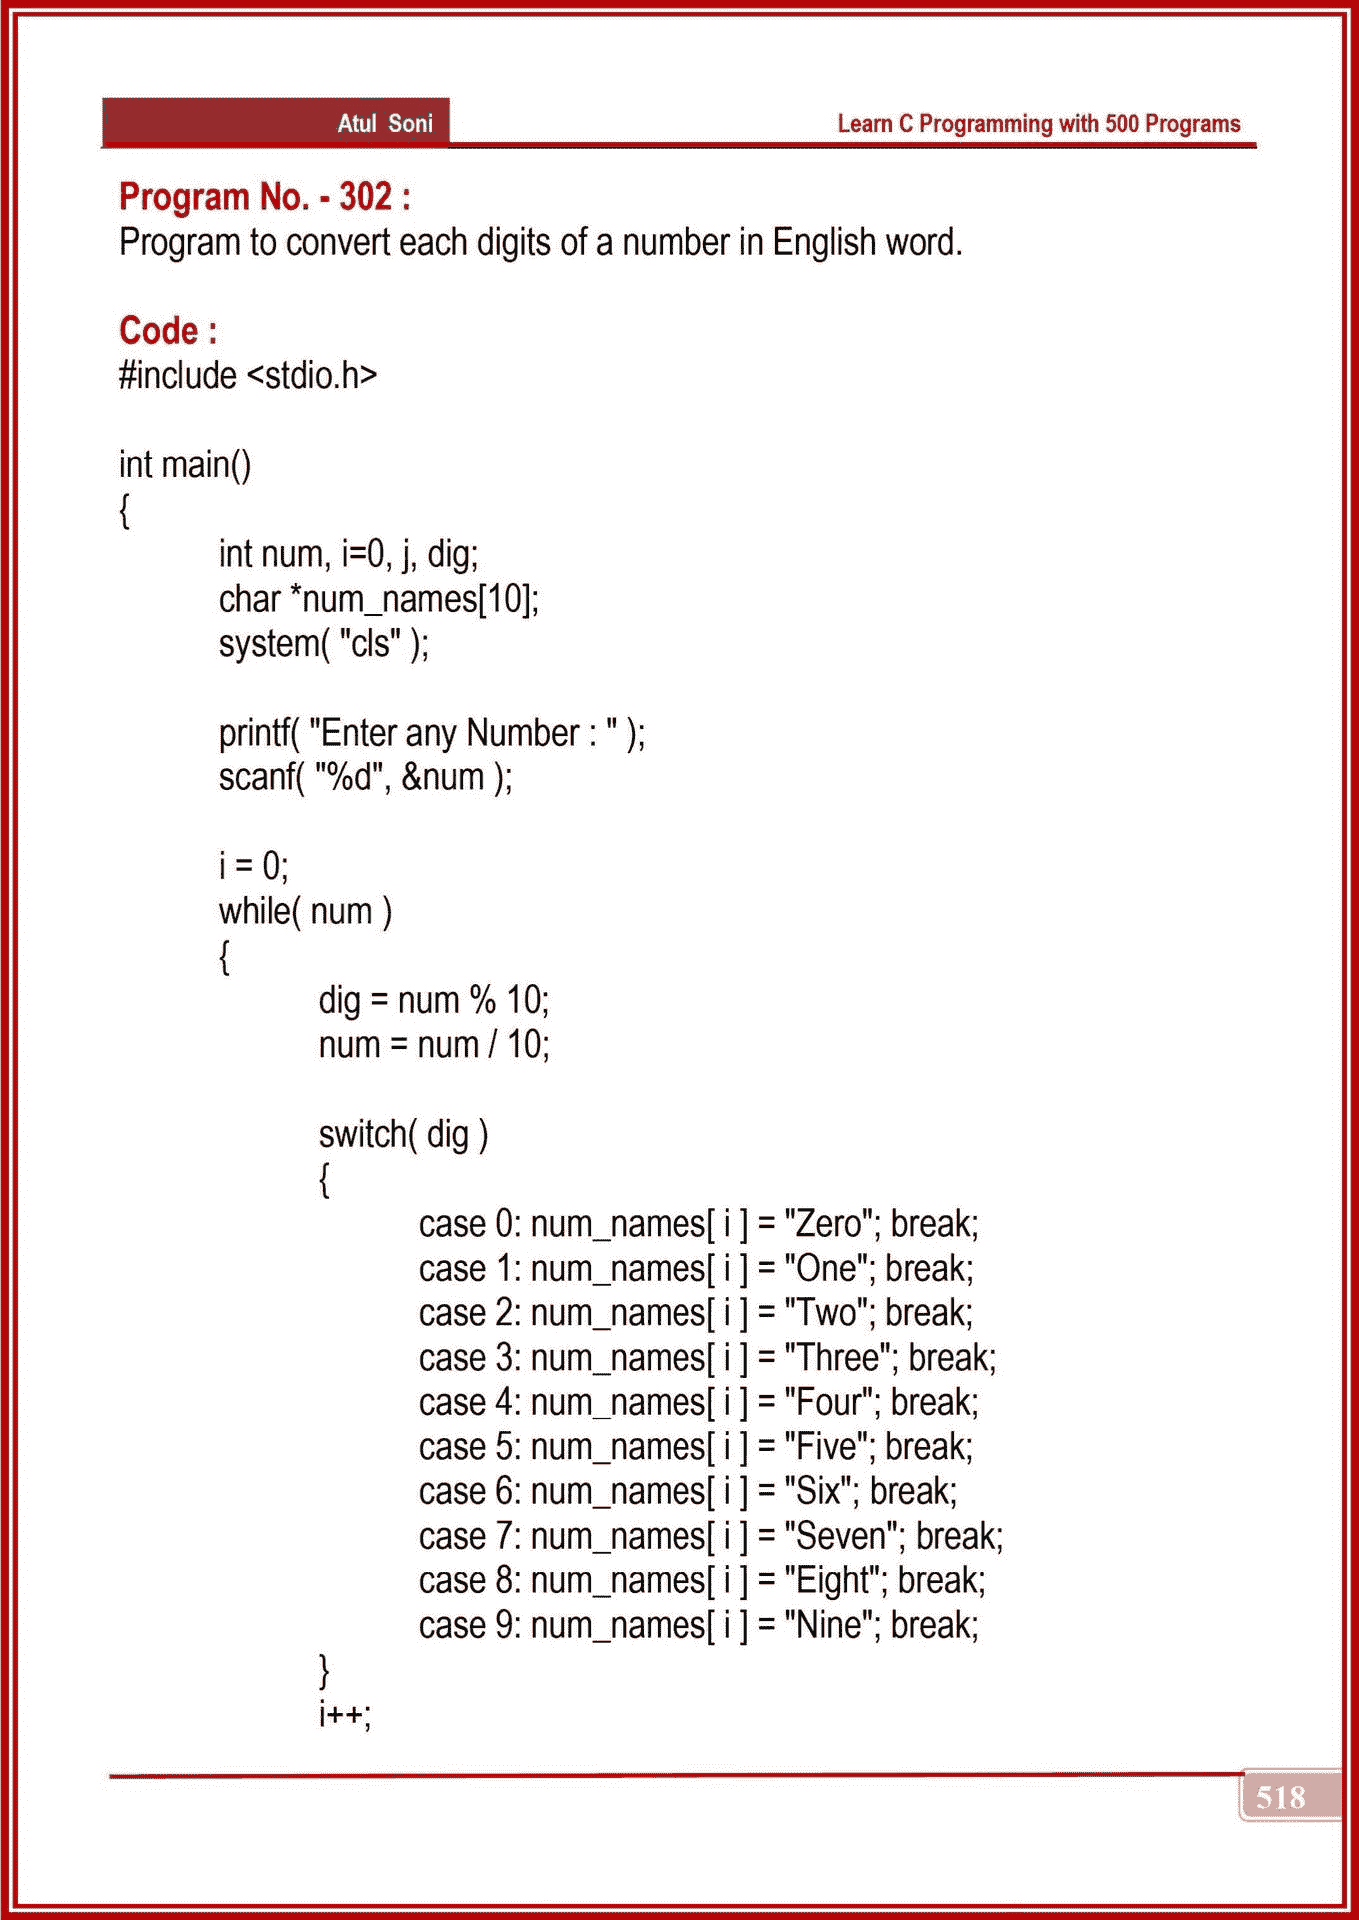 Atul Soni
Learn C Programming with 500 Programs
Program No. - 302 :
Program to convert each digits of a number in English word.
Code :
#include <stdio.h>
int main()
{
int num, i=0, j, dig;
char *num_names[10];
system( "cls" );
printf( "Enter any Number : " );
scanf( "%d", &num );
i = 0;
while( num )
{
dig = num % 10;
num = num / 10;
switch( dig )
{
case 0: num_names[ i ] = "Zero"; break;
case 1: num_names[ i ] = "One"; break;
case 2: num_names[ i ] = "Two"; break;
case 3: num_names[ i ] = "Three"; break;
case 4: num_names[ i ] = "Four"; break;
case 5: num_names[ i ] = "Five"; break;
case 6: num_names[ i ] = "Six"; break;
case 7: num_names[ i ] = "Seven"; break;
case 8: num_names[ i ] = "Eight"; break;
case 9: num_names[ i ] = "Nine"; break;
}
i++;
518